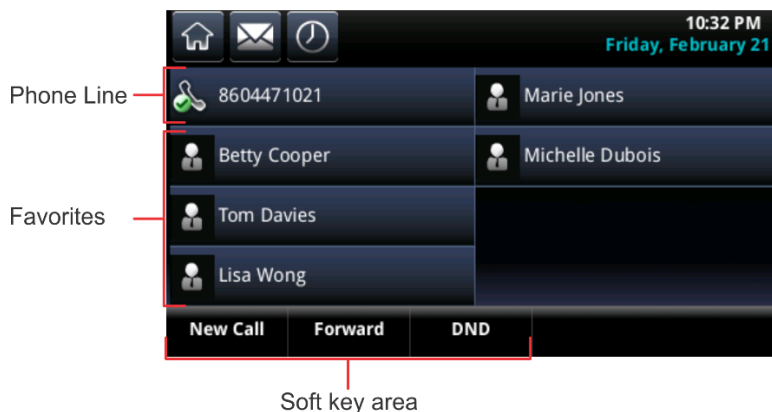 10:32 PM
Friday, February 21
Phone Line
8604471021
Marie Jones
Betty Cooper
Michelle Dubois
Favorites
Tom Davies
Lisa Wong
New Call
Forward
DND
Soft key area